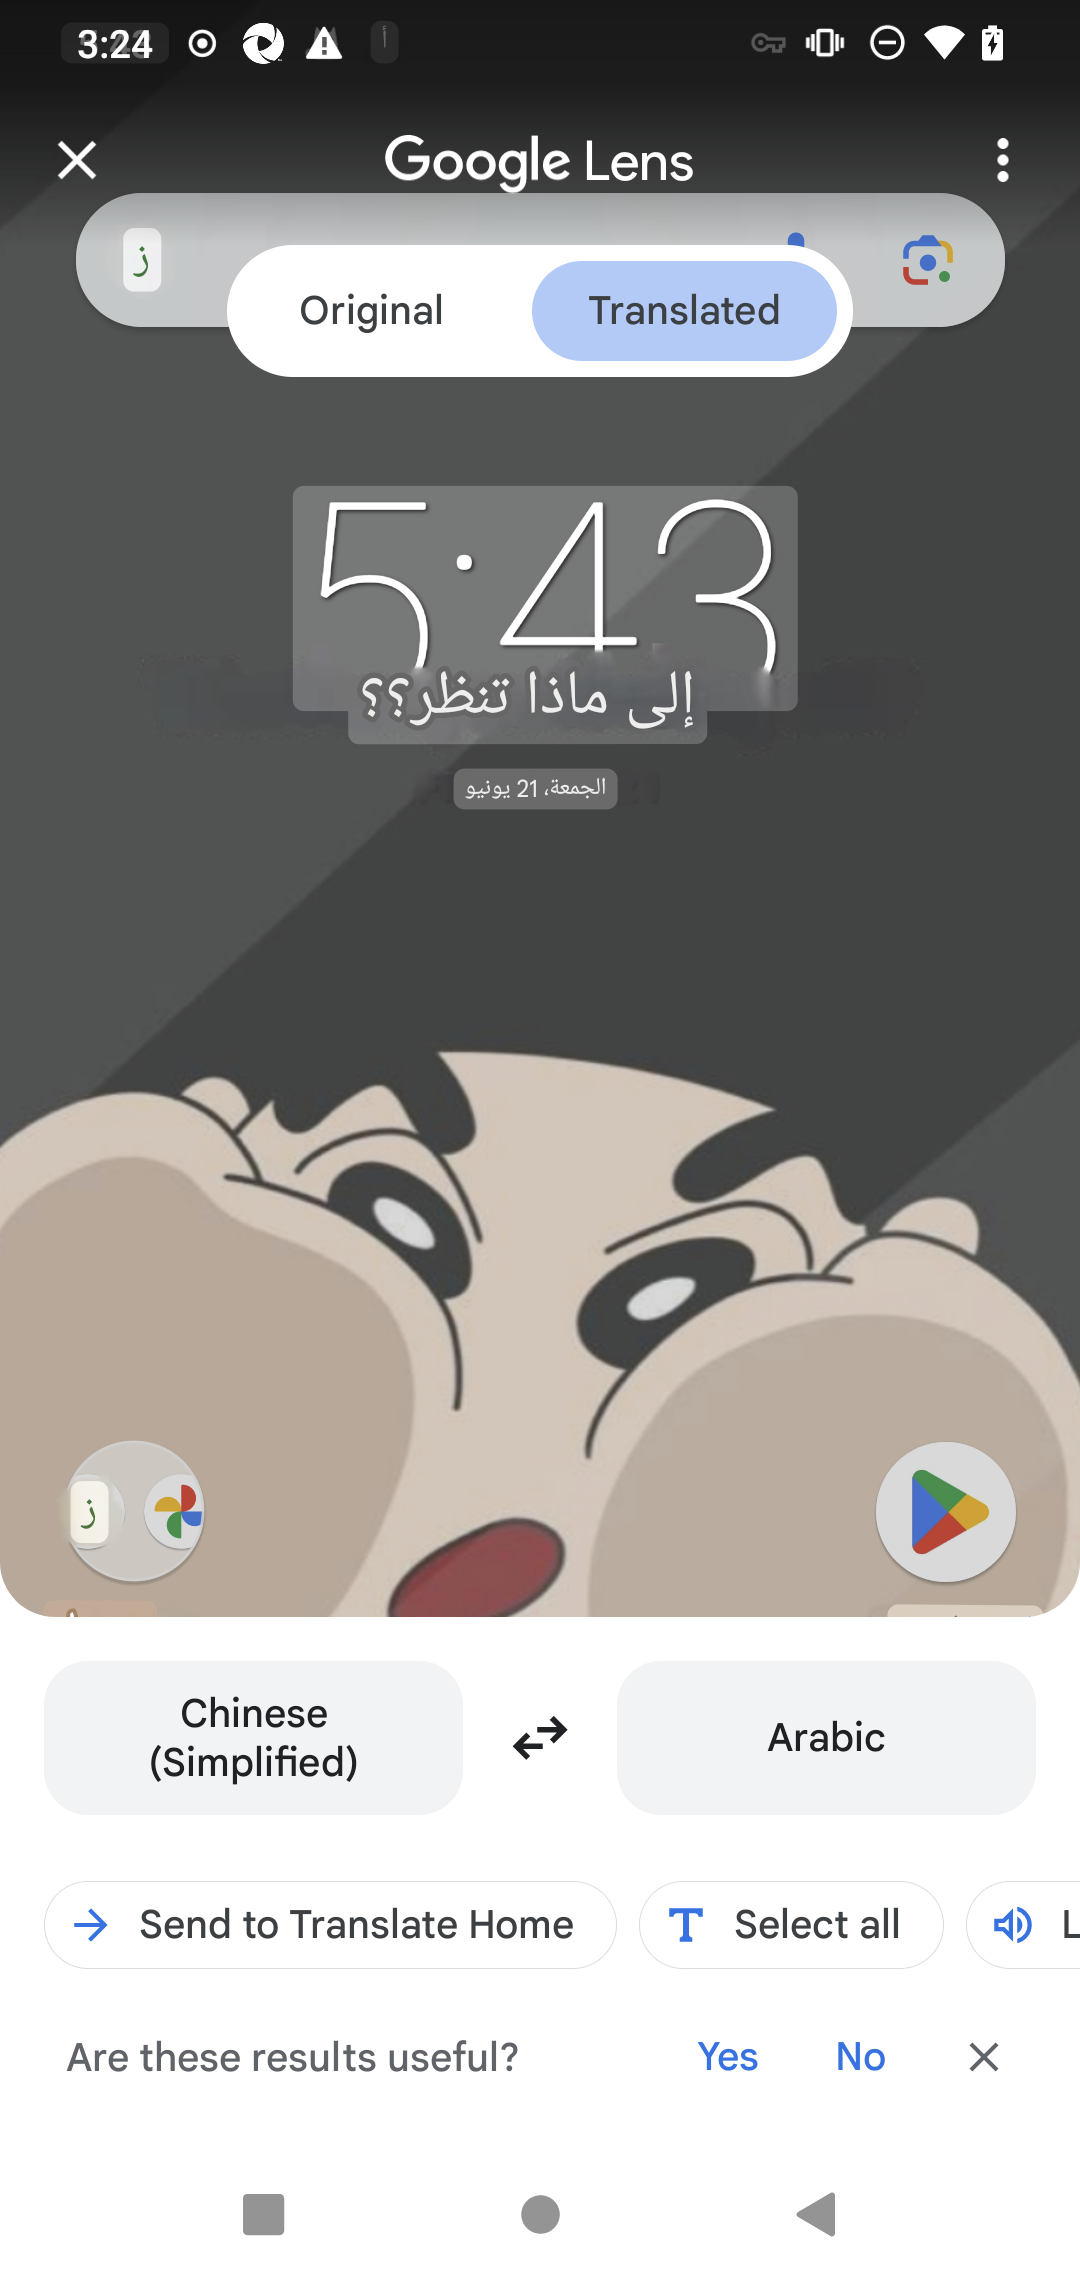 3:24
Google Lens
ز
Original
Translated
5:43
إلى ماذا تنظر؟؟
الجمعة، 21 يونيو
ز
Chinese
(Simplified)
Arabic
Send to Translate Home
Select all
L
Are these results useful?
Yes
No